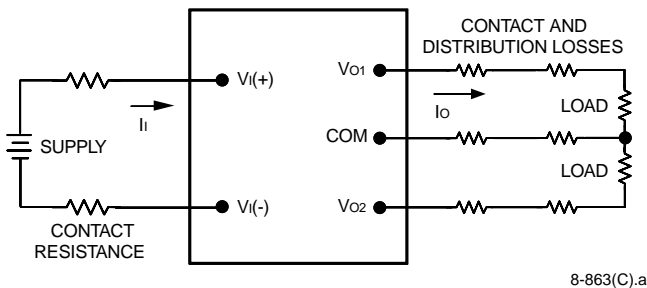 CONTACT AND
DISTRIBUTION LOSSES
VI(+)
VO1
II
IO
LOAD
SUPPLY
COM
LOAD
VI(-)
VO2
CONTACT
RESISTANCE
8-863(C).a